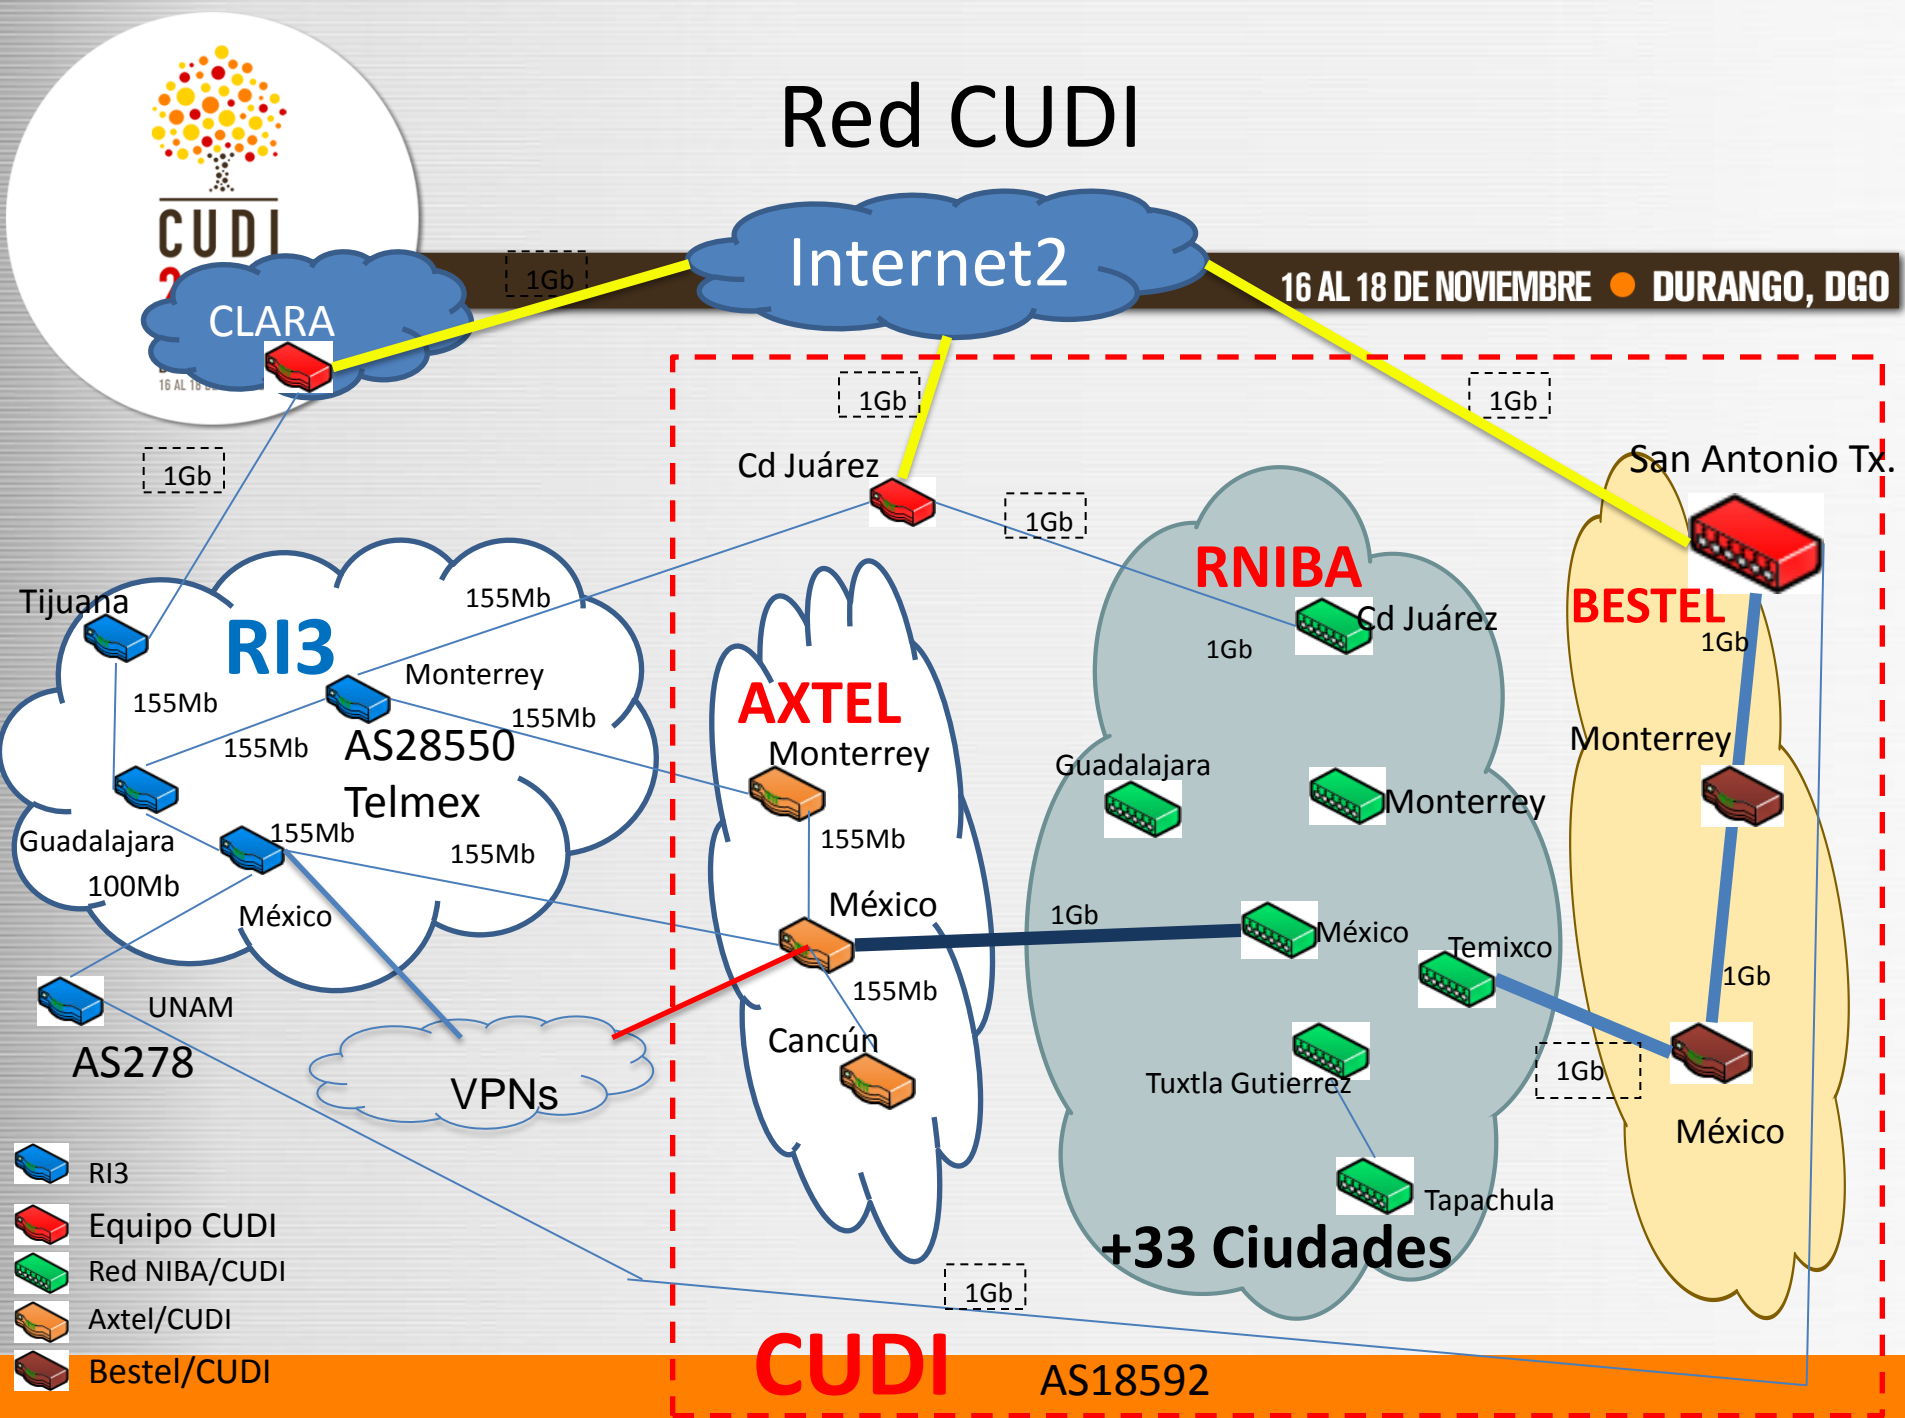 Red CUDI
CUDI
Internet2
16 AL 18 DE NOVIEMBRE ● DURANGO, DGO
CLARA
16 AL 18
1Gb
1Gb
1Gb
1Gb
Cd Juárez
San Antonio Tx.
1Gb
RNIBA
155Mb
Tijuana
RI3
Cd Juárez
BESTEL
1Gb
1Gb
Monterrey
155Mb
155Mb
155Mb
AS28550
Telmex
AXTEL
Monterrey
Guadalajara
Monterrey
Monterrey
Guadalajara
155Mb
155Mb
155Mb
100Mb
México
México
1Gb
México
Temixco
155Mb
1Gb
UNAM
AS278
Cancún
VPNs
Tuxtla Gutierrez
1Gb
México
Tapachula
+33 Ciudades
1Gb
RI3
Equipo CUDI
Red NIBA/CUDI
Axtel/CUDI
Bestel/CUDI
CUDI
AS18592